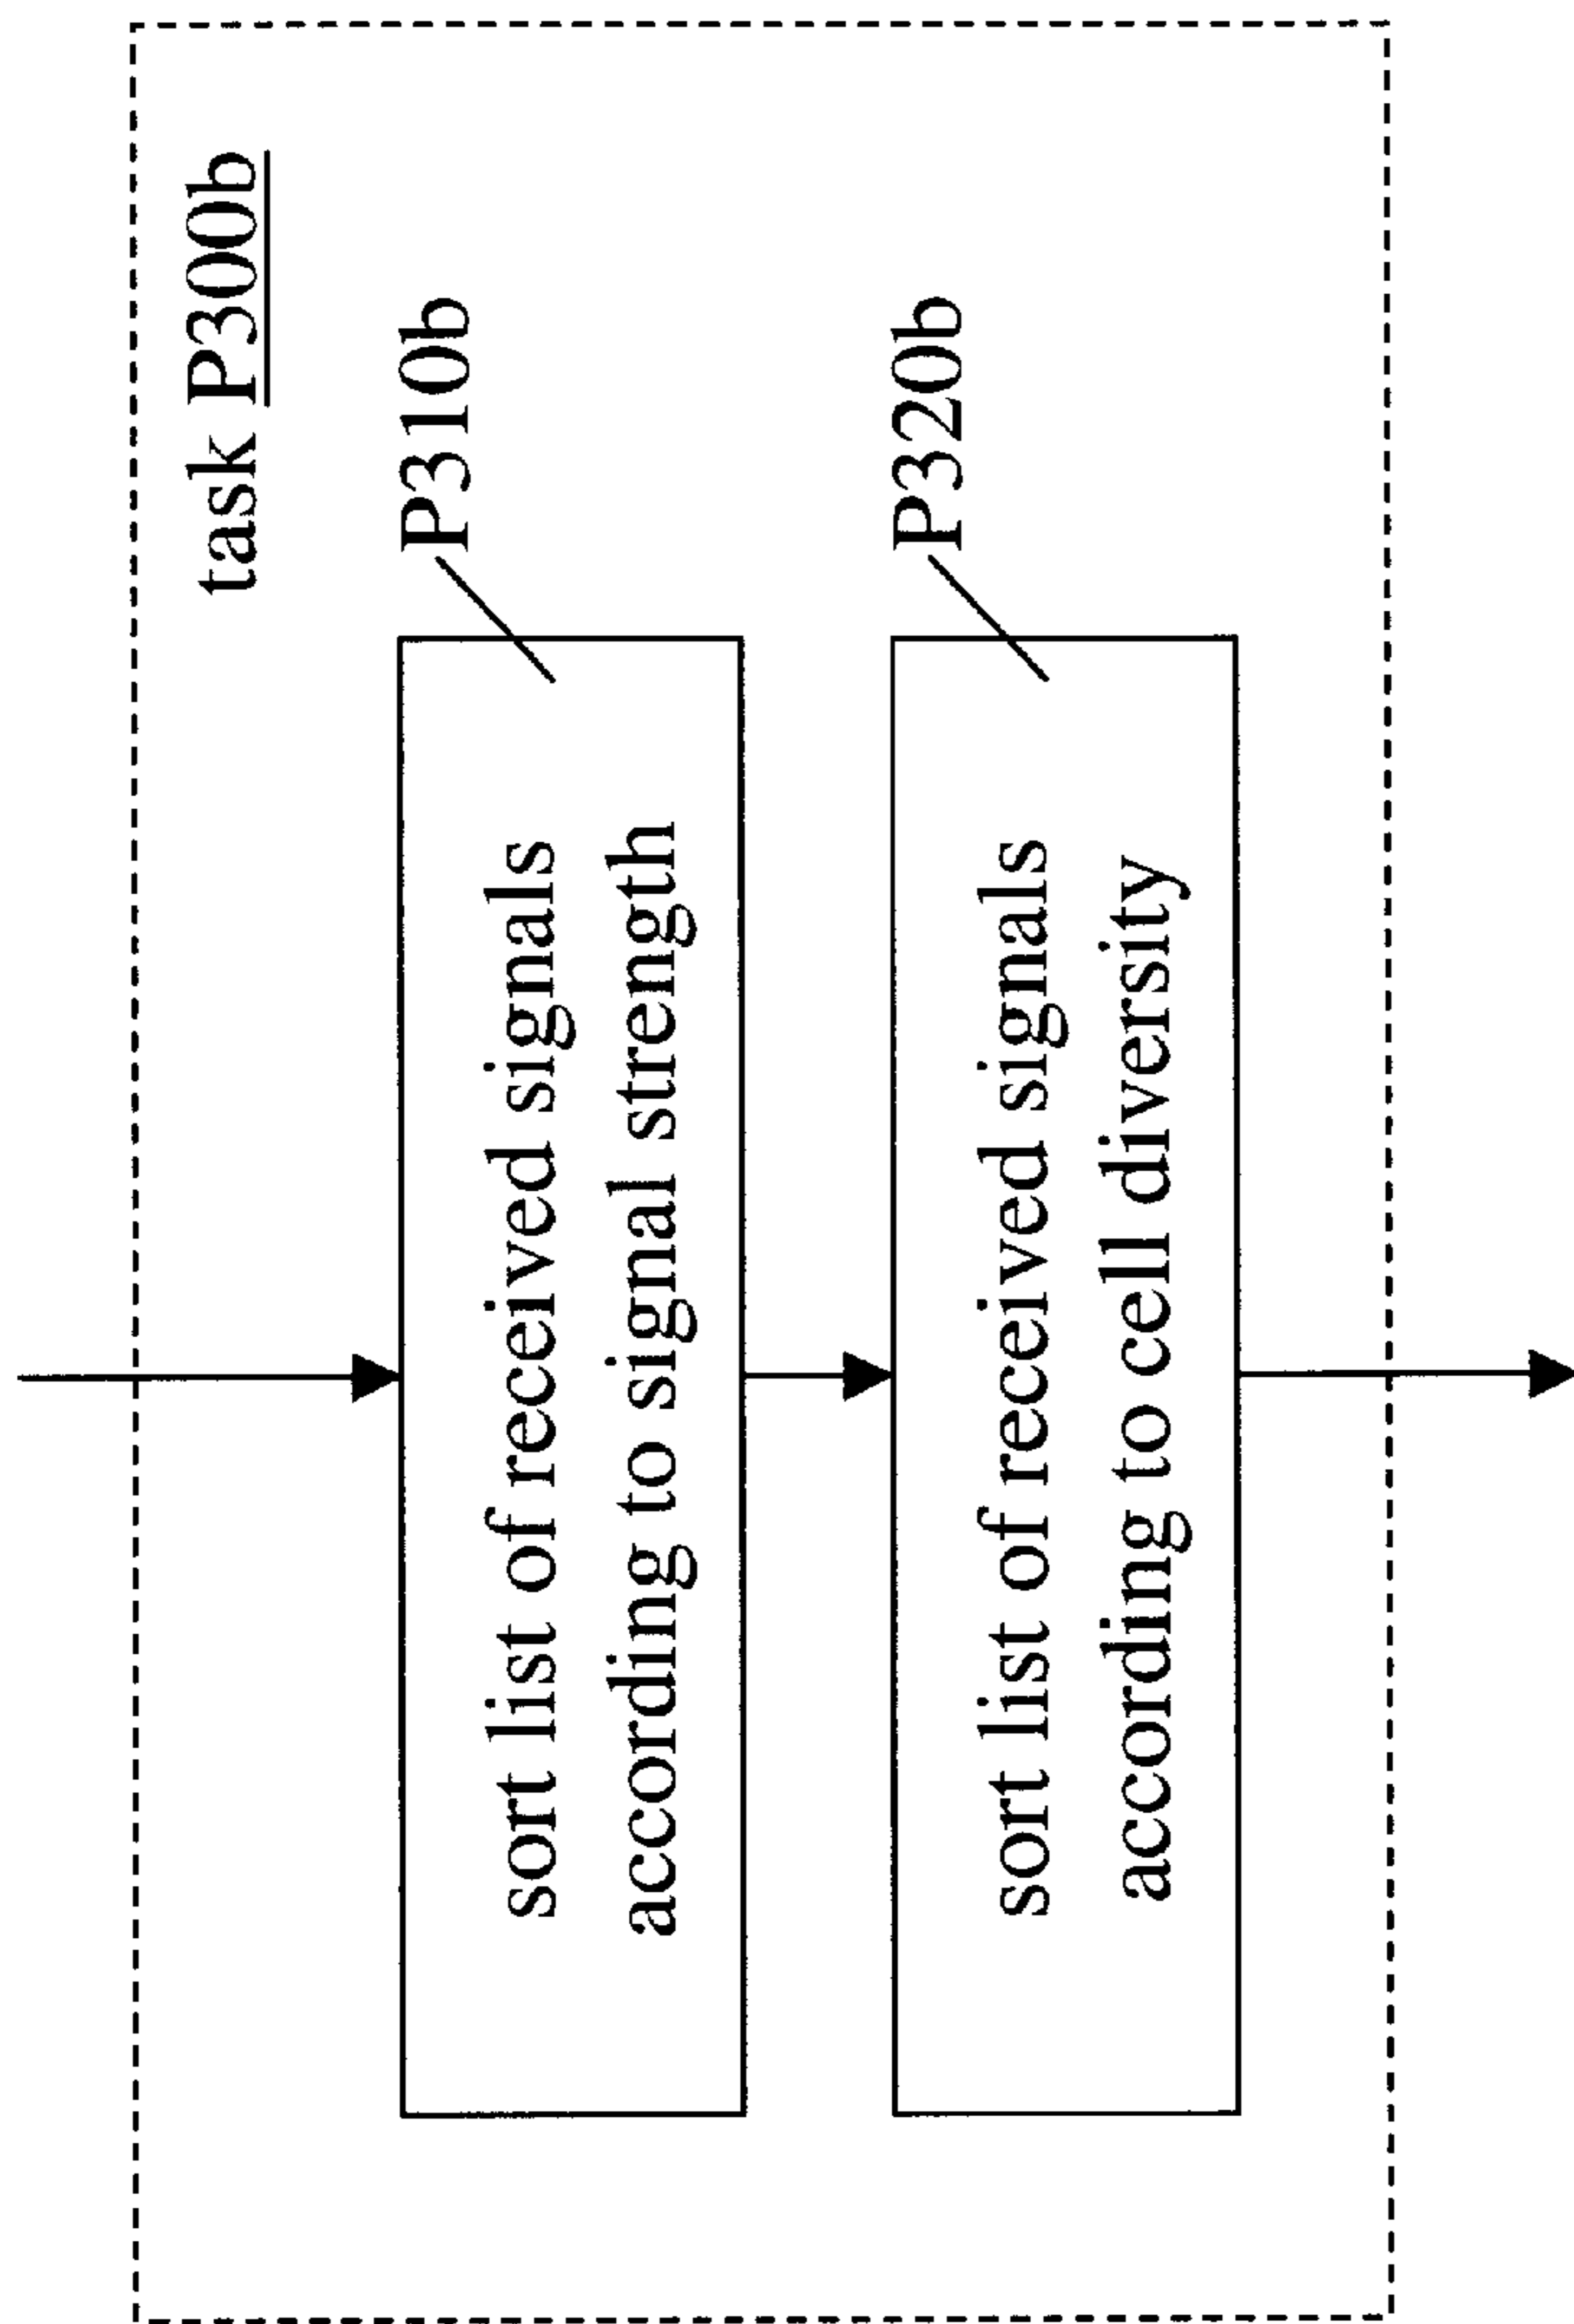 task P300b
P310b
sort list of received signals
according to signal strength
P320b
sort list of received signals
according to cell diversity